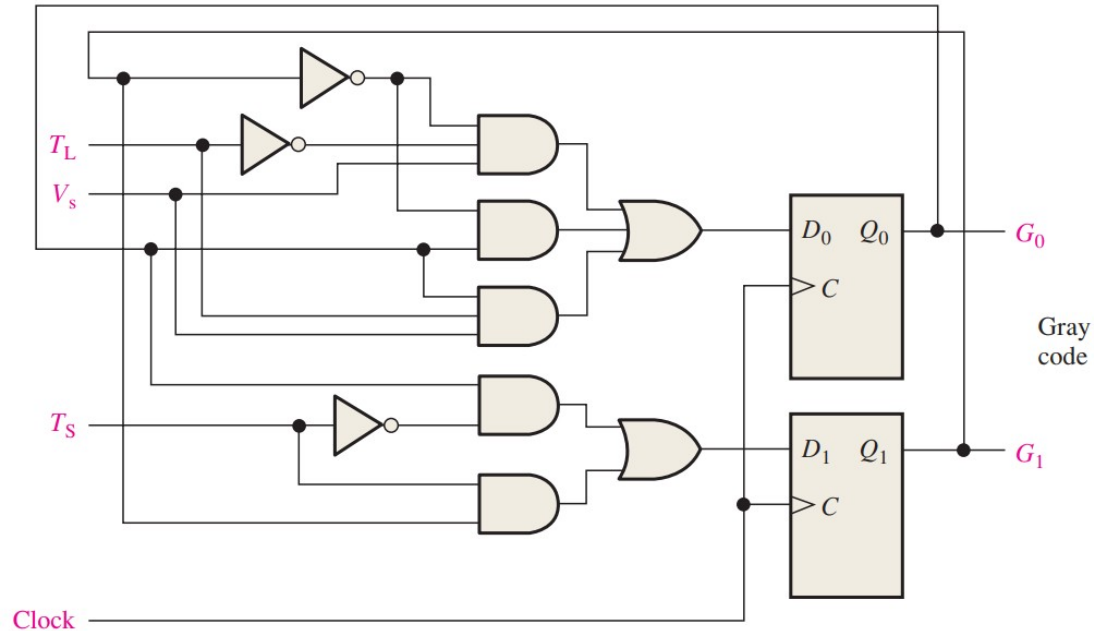 T_L
V_s
D_0 Q_0
G_0
C
Gray
code
T_S
D_1 Q_1
G_1
C
Clock